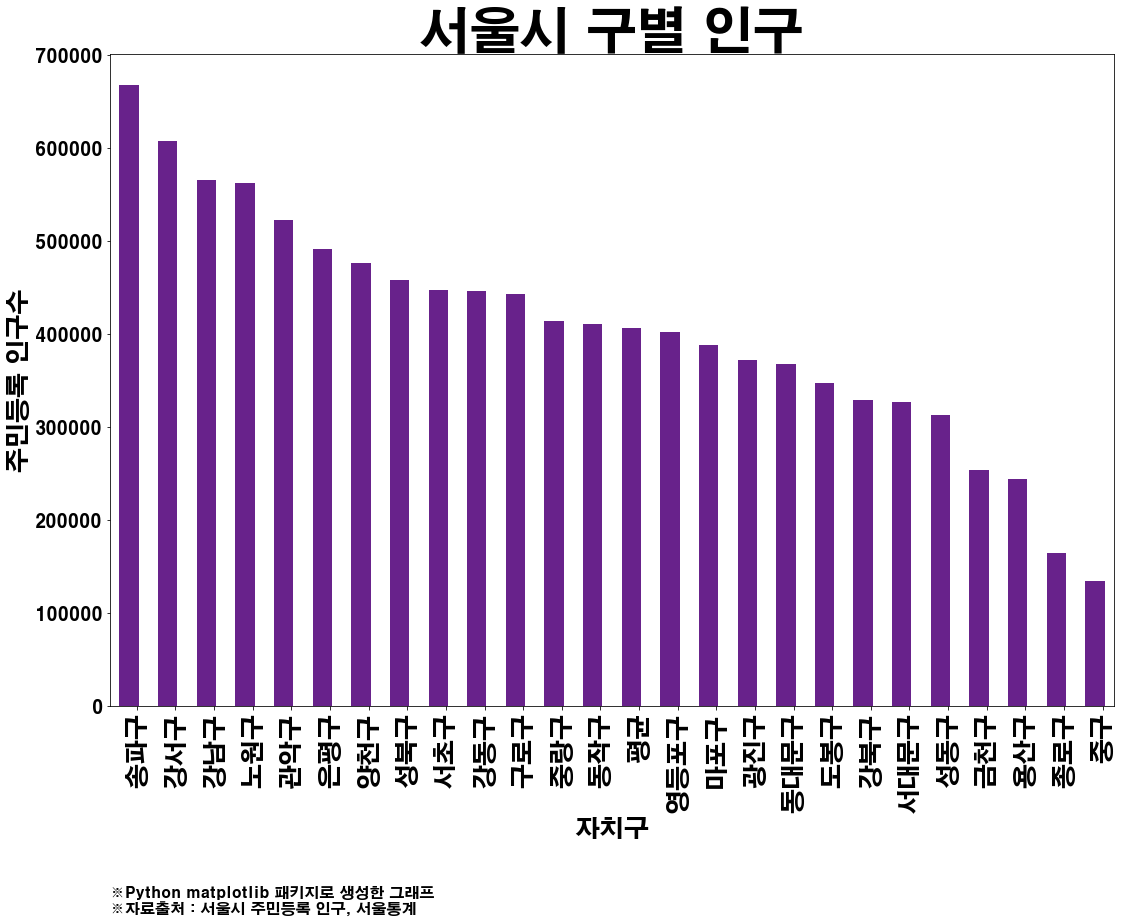 서울시 구별 인구
700000
600000
500000
400000
300000
200000
100000
0
주민등록 인구수
송파구
강서구
강남구
노원구
관악구
은평구
양천구
성북구
서초구
강동구
구로구
중랑구
동작구
평균
영등포구
마포구
광진구
동대문구
도봉구
강북구
서대문구
성동구
금천구
용산구
종로구
중구
자치구
※Python matplotlib 패키지로 생성한 그래프
※자료출처 : 서울시 주민등록 인구, 서울통계